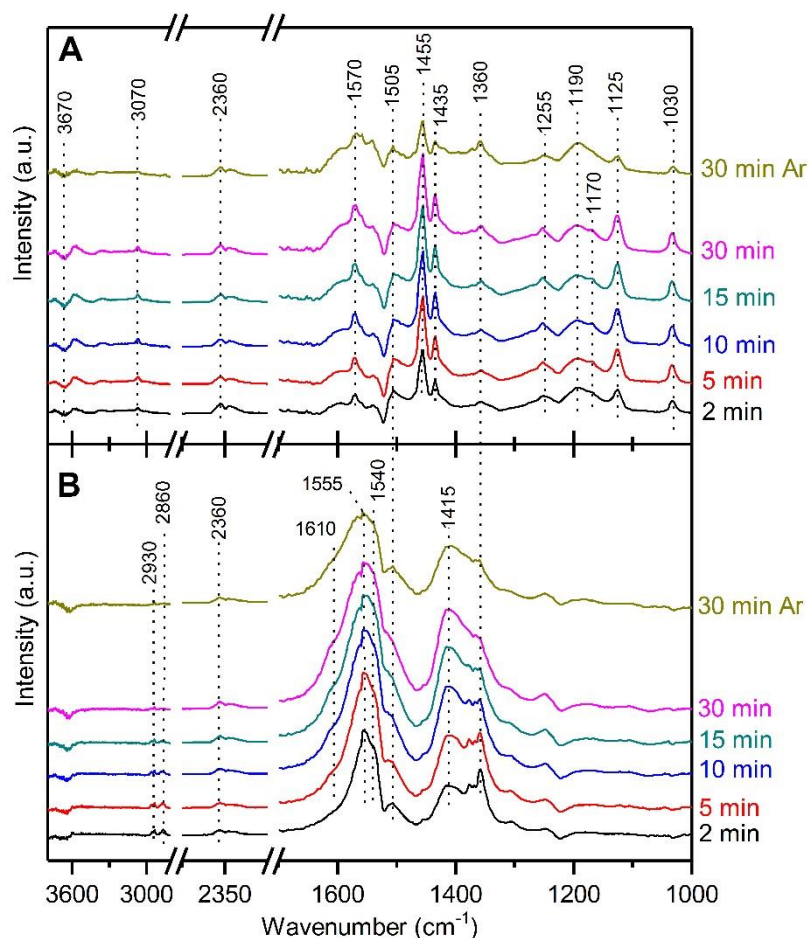 A
3670
3070
2360
1570
1505
1455
1435
1360
1255
1190
1170
1125
1030
30 min Ar
30 min
15 min
10 min
5 min
2 min
Intensity (a.u.)
B
2930
2860
2360
1610
1555
1540
1415
30 min Ar
30 min
15 min
10 min
5 min
2 min
Intensity (a.u.)
3600 3000 2350 1600 1400 1200 1000
Wavenumber (cm⁻¹)